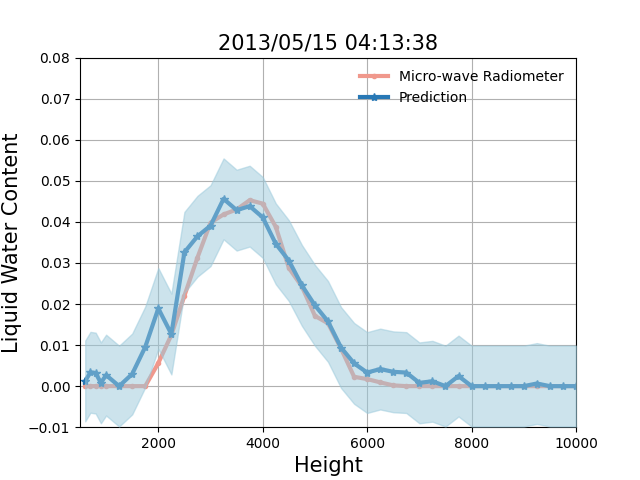 2013/05/15 04:13:38
Liquid Water Content
0.08
0.07
0.06
0.05
0.04
0.03
0.02
0.01
0.00
−0.01
Micro-wave Radiometer
Prediction
2000 4000 6000 8000 10000
Height